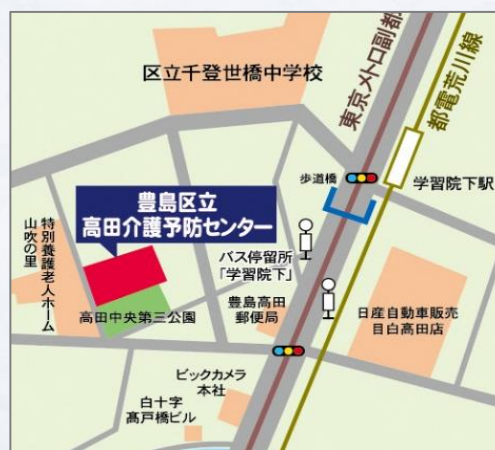 区立千登世橋中学校
東京メトロ副都
都電荒川線
歩道橋
学習院下駅
豊島区立
高田介護予防センター
特別養護老人ホーム
山吹の里
バス停留所
「学習院下」
高田中央第三公園
豊島高田
郵便局
日産自動車販売
目白高田店
ビックカメラ
本社
白十字
髙戸橋ビル